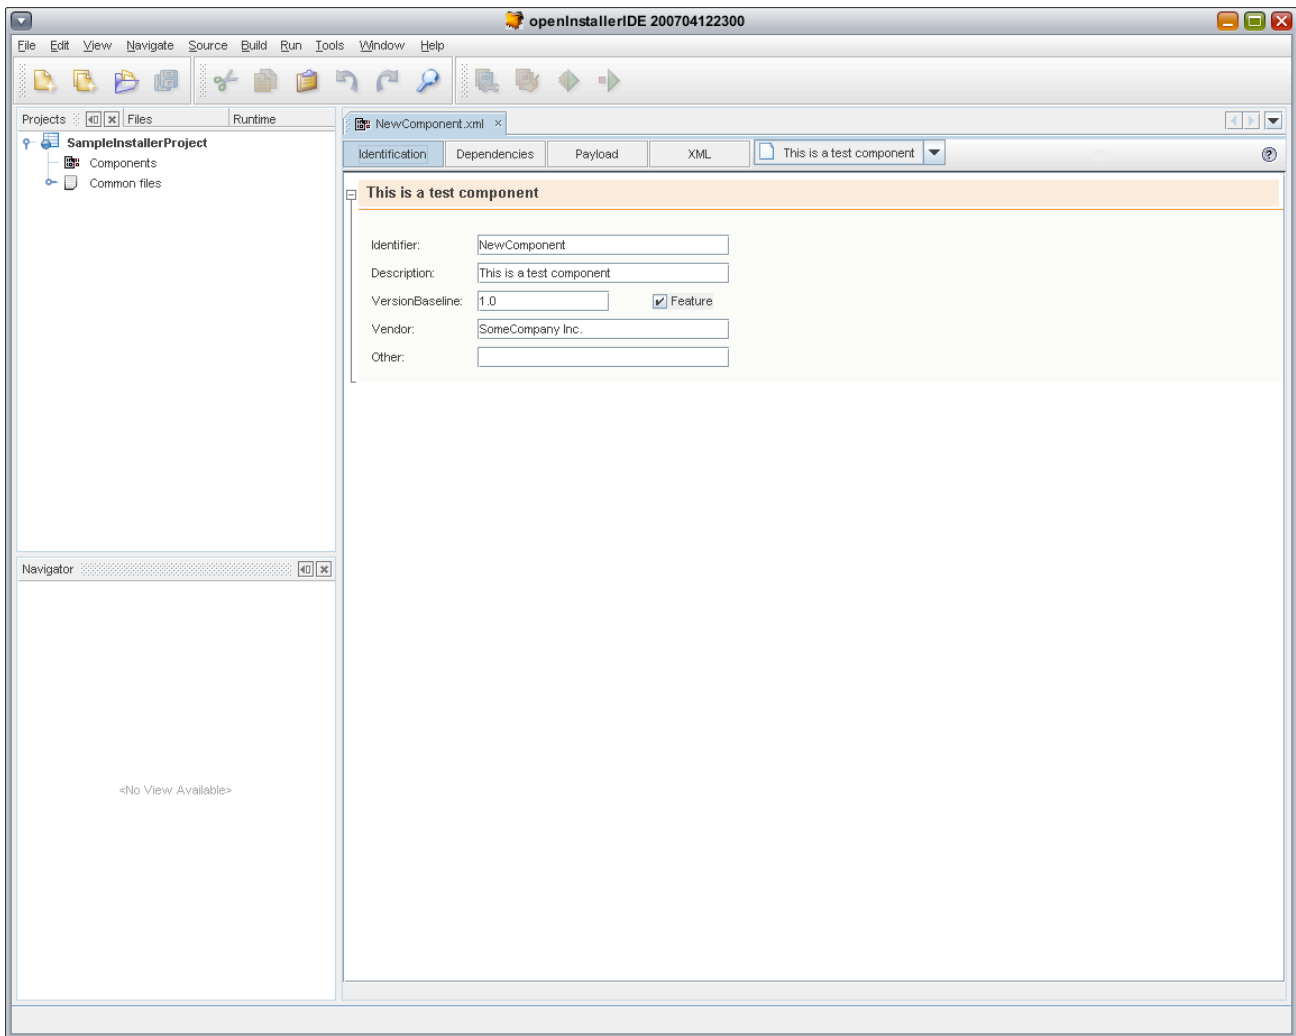 openInstallerIDE 200704122300
File Edit View Navigate Source Build Run Tools Window Help
Projects Files Runtime
SampleInstallerProject
Components
Common files
NewComponent.xml
Identification Dependencies Payload XML This is a test component
This is a test component
Identifier: NewComponent
Description: This is a test component
VersionBaseline: 1.0 Feature
Vendor: SomeCompany Inc.
Other:
Navigator
<No View Available>